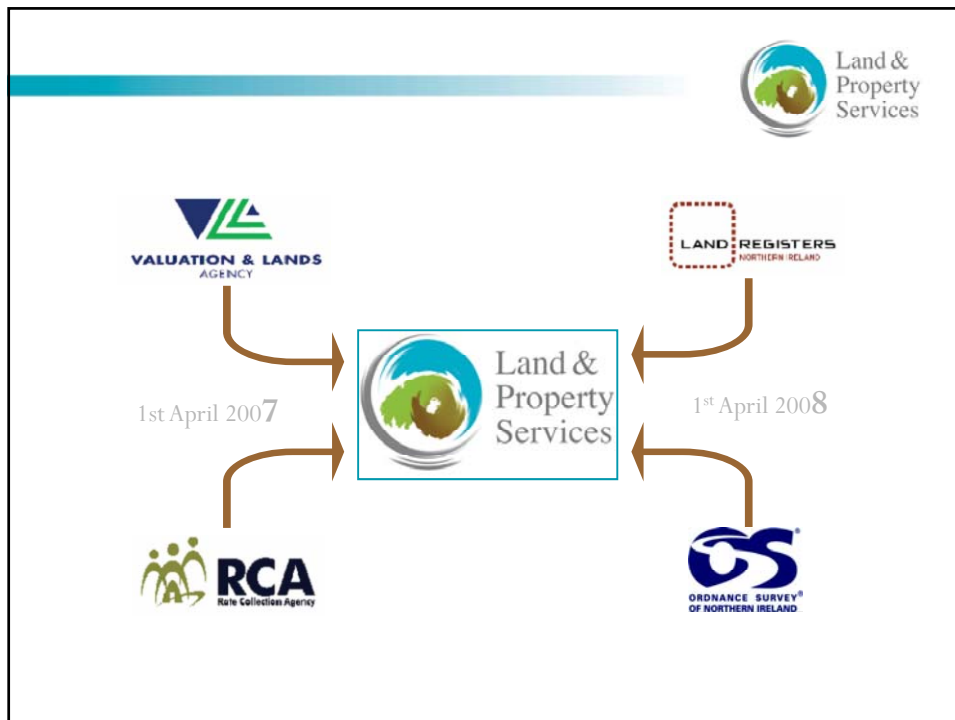 Land &
Property
Services
VALUATION & LANDS
AGENCY
LAND REGISTERS
NORTHERN IRELAND
Land &
Property
Services
1st April 2007
1st April 2008
RCA
Rate Collection Agency
OS®
ORDNANCE SURVEY®
OF NORTHERN IRELAND